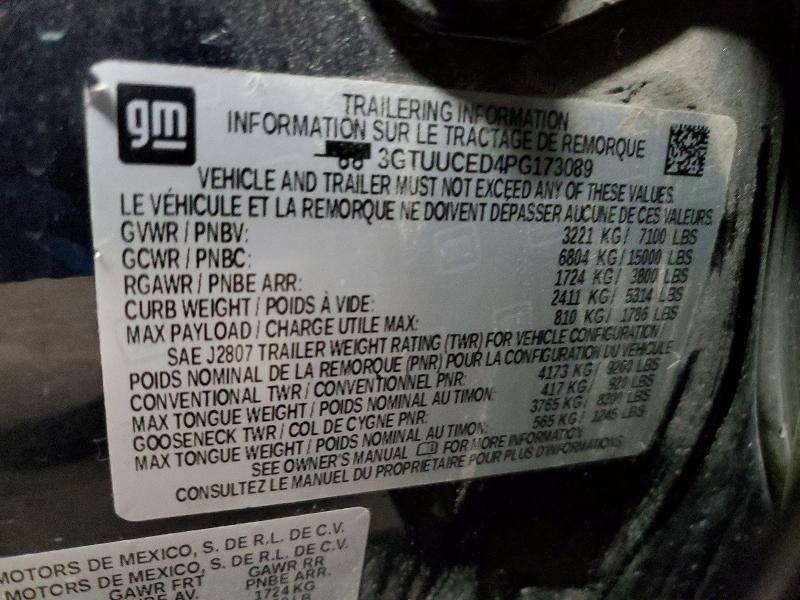 gm
TRAILERING INFORMATION
INFORMATION SUR LE TRACTAGE DE REMORQUE
3GTUUCED4PG173089
VEHICLE AND TRAILER MUST NOT EXCEED ANY OF THESE VALUES.
LE VÉHICULE ET LA REMORQUE NE DOIVENT DÉPASSER AUCUNE DE CES VALEURS.
GVWR / PNBV: 3221 KG/ 7100 LBS
GCWR / PNBC: 6804 KG/ 15000 LBS
RGAWR / PNBE ARR: 1724 KG/ 3800 LBS
CURB WEIGHT / POIDS À VIDE: 2411 KG/ 5314 LBS
MAX PAYLOAD / CHARGE UTILE MAX: 810 KG/ 1786 LBS
SAE J2807 TRAILER WEIGHT RATING (TWR) FOR VEHICLE CONFIGURATION /
POIDS NOMINAL DE LA REMORQUE (PNR) POUR LA CONFIGURATION DU VÉHICULE
CONVENTIONAL TWR / CONVENTIONNEL PNR: 4173 KG/ 9200 LBS
MAX TONGUE WEIGHT / POIDS NOMINAL AU TIMON: 417 KG/ 920 LBS
GOOSENECK TWR / COL DE CYGNE PNR: 3765 KG/ 8300 LBS
MAX TONGUE WEIGHT / POIDS NOMINAL AU TIMON: 565 KG/ 1245 LBS
SEE OWNER'S MANUAL FOR MORE INFORMATION.
CONSULTEZ LE MANUEL DU PROPRIÉTAIRE POUR PLUS D'INFORMATIONS.
MOTORS DE MEXICO, S. DE R.L. DE C.V.
MOTORS DE MEXICO, S. DE R.L. DE C.V.
GAWR FRT GAWR RR
AV. PNBE ARR.
1724 KG